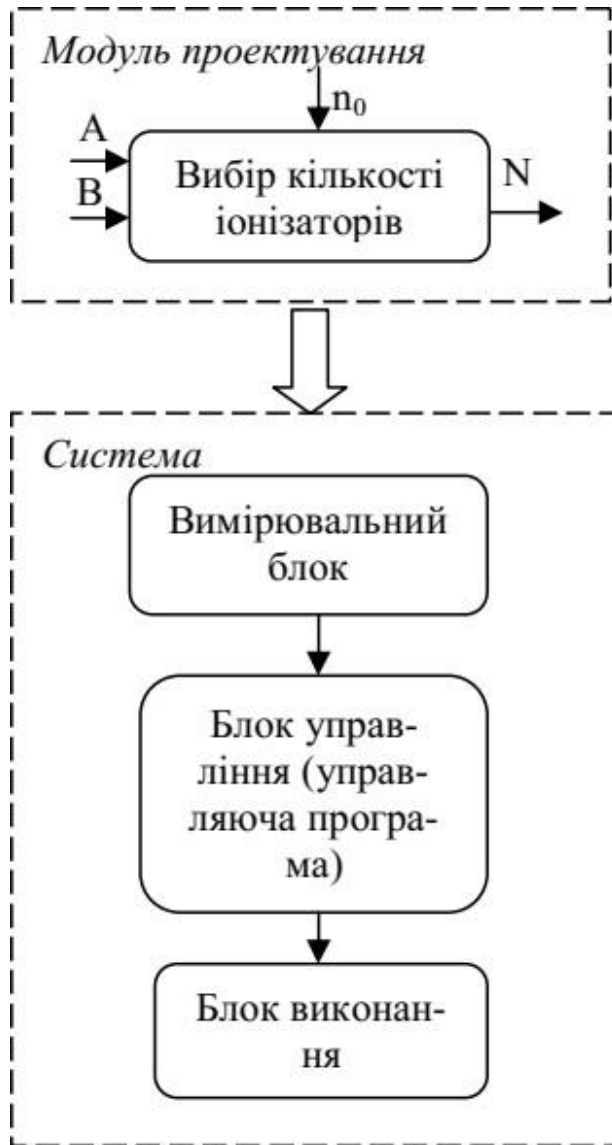 Модуль проектування
n₀
A
B
Вибір кількості
іонізаторів
N
Система
Вимірювальний
блок
Блок управ-
ління (управ-
ляюча програ-
ма)
Блок виконан-
ня